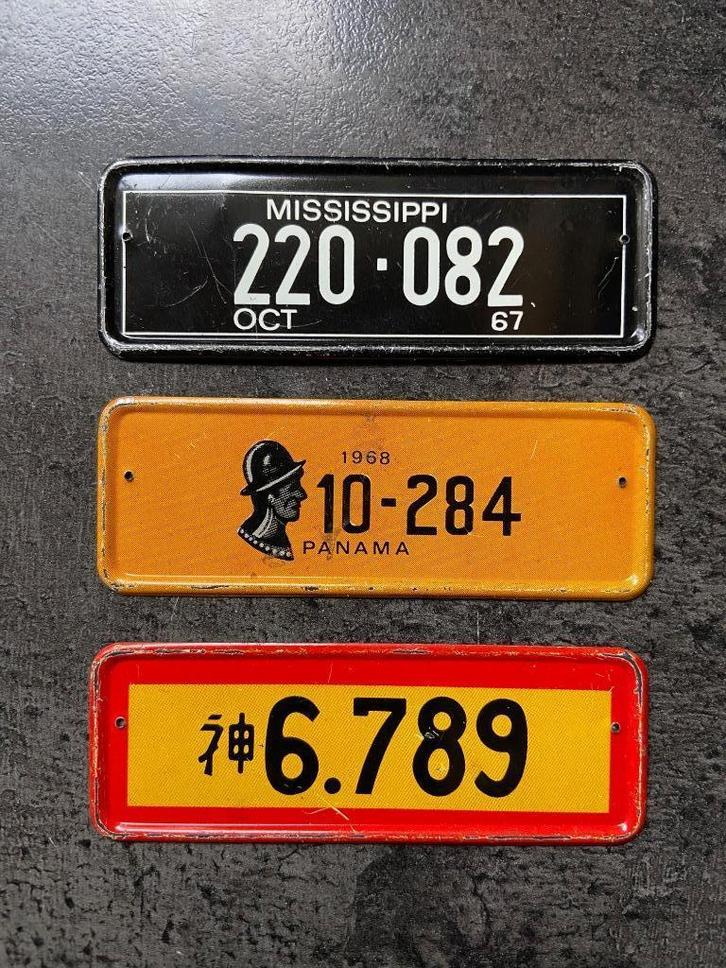 MISSISSIPPI
220·082
OCT 67
1968
10-284
PANAMA
神6.789